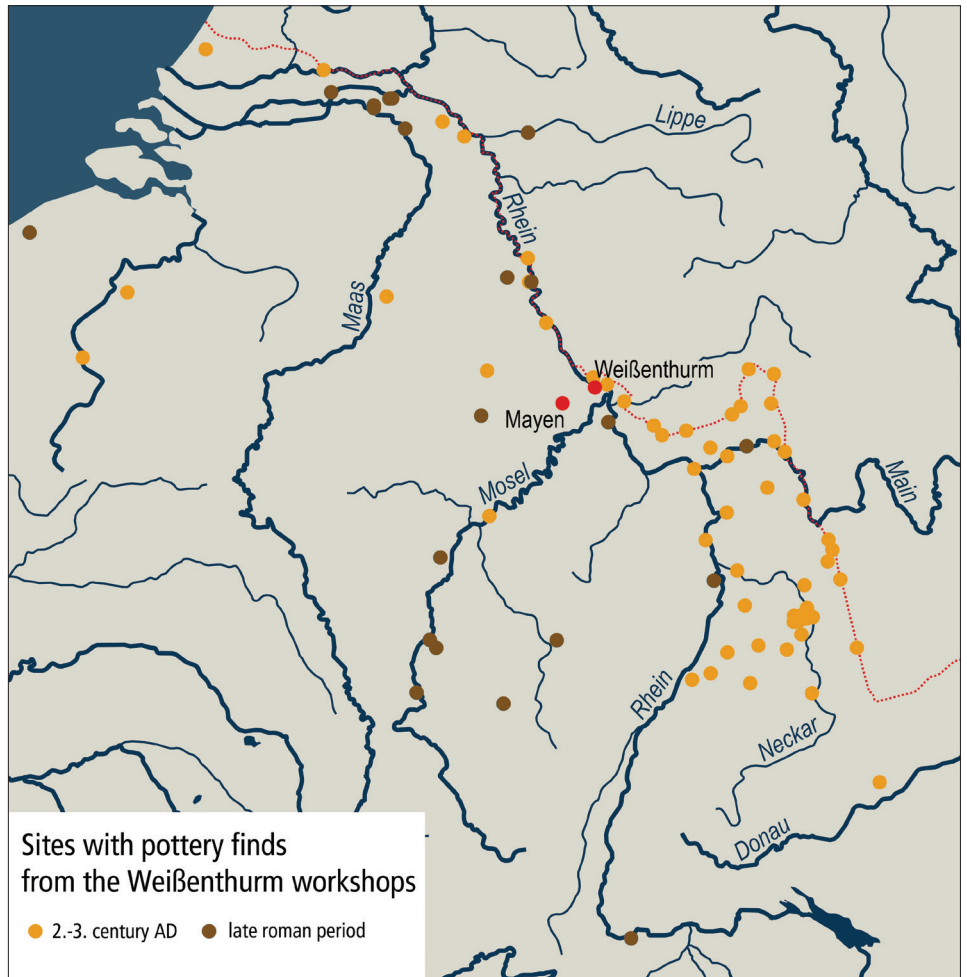 Lippe
Rhein
Maas
Weißenthurm
Mayen
Mosel
Main
Rhein
Neckar
Donau
Sites with pottery finds
from the Weißenthurm workshops
2.-3. century AD
late roman period